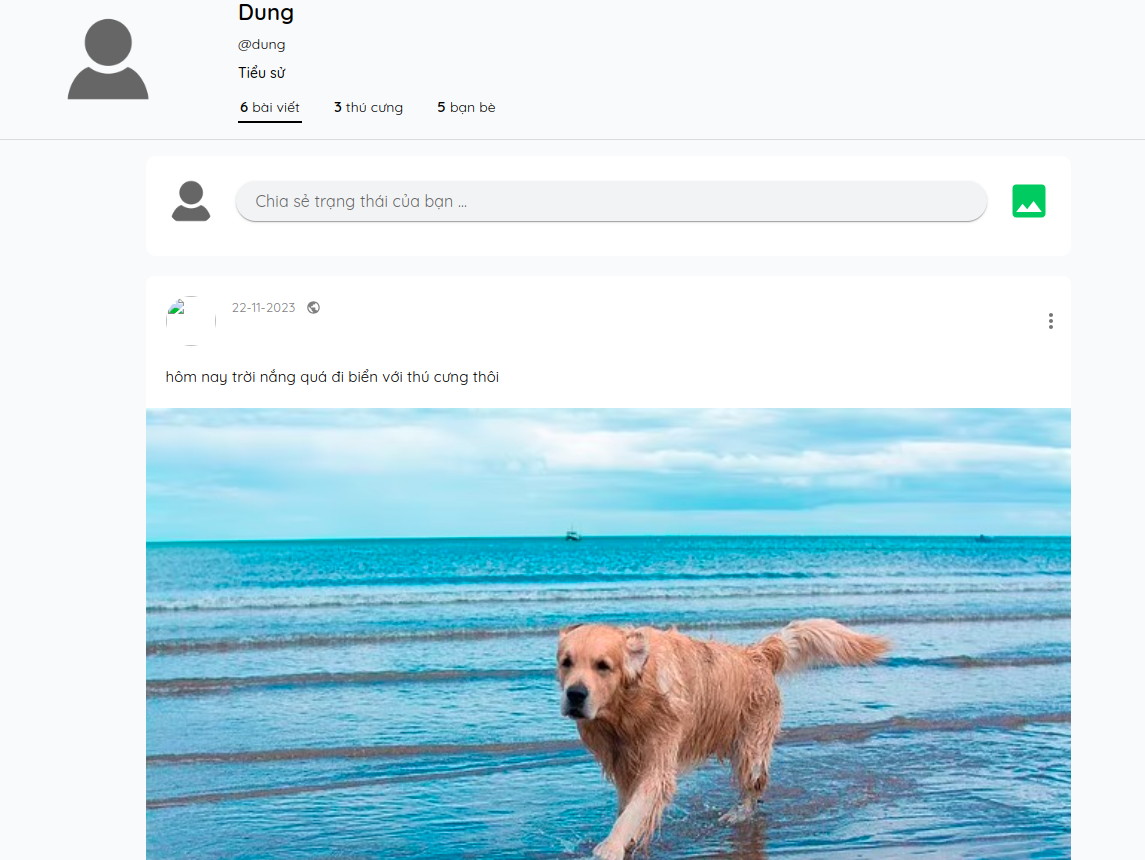 Dung
@dung
Tiểu sử
6 bài viết 3 thú cưng 5 bạn bè
Chia sẻ trạng thái của bạn ...
22-11-2023
hôm nay trời nắng quá đi biển với thú cưng thôi